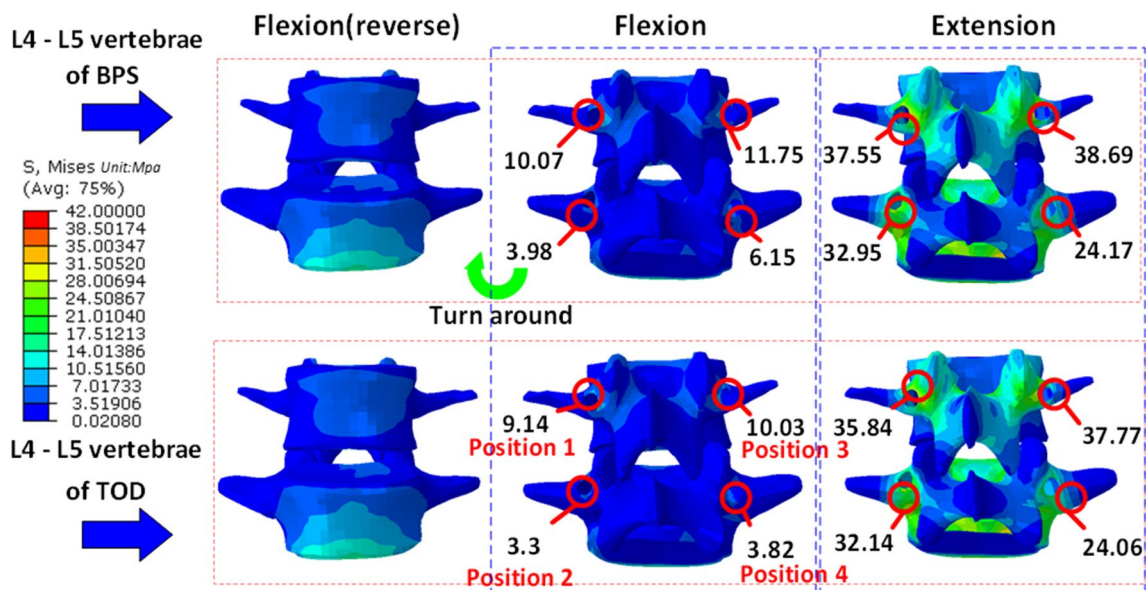 Flexion(reverse)
Flexion
Extension
L4 - L5 vertebrae
of BPS
10.07
11.75
37.55
38.69
3.98
6.15
32.95
24.17
S, Mises Unit:Mpa
(Avg: 75%)
42.00000
38.50174
35.00347
31.50520
28.00694
24.50867
21.01040
17.51213
14.01386
10.51560
7.01733
3.51906
0.02080
Turn around
L4 - L5 vertebrae
of TOD
9.14
Position 1
10.03
Position 3
35.84
37.77
3.3
Position 2
3.82
Position 4
32.14
24.06